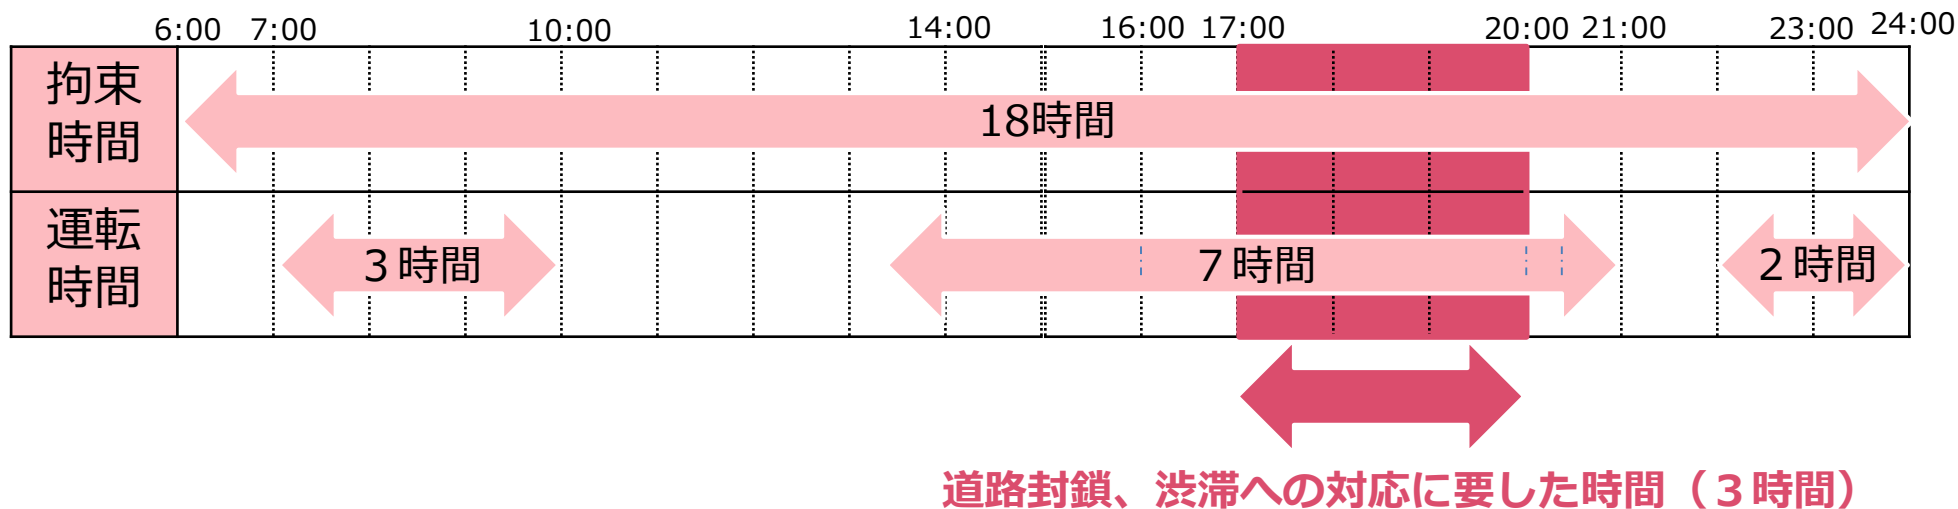 6:00 7:00 10:00 14:00 16:00 17:00 20:00 21:00 23:00 24:00
拘束
時間
18時間
運転
時間
３時間 ７時間 ２時間
道路封鎖、渋滞への対応に要した時間（３時間）